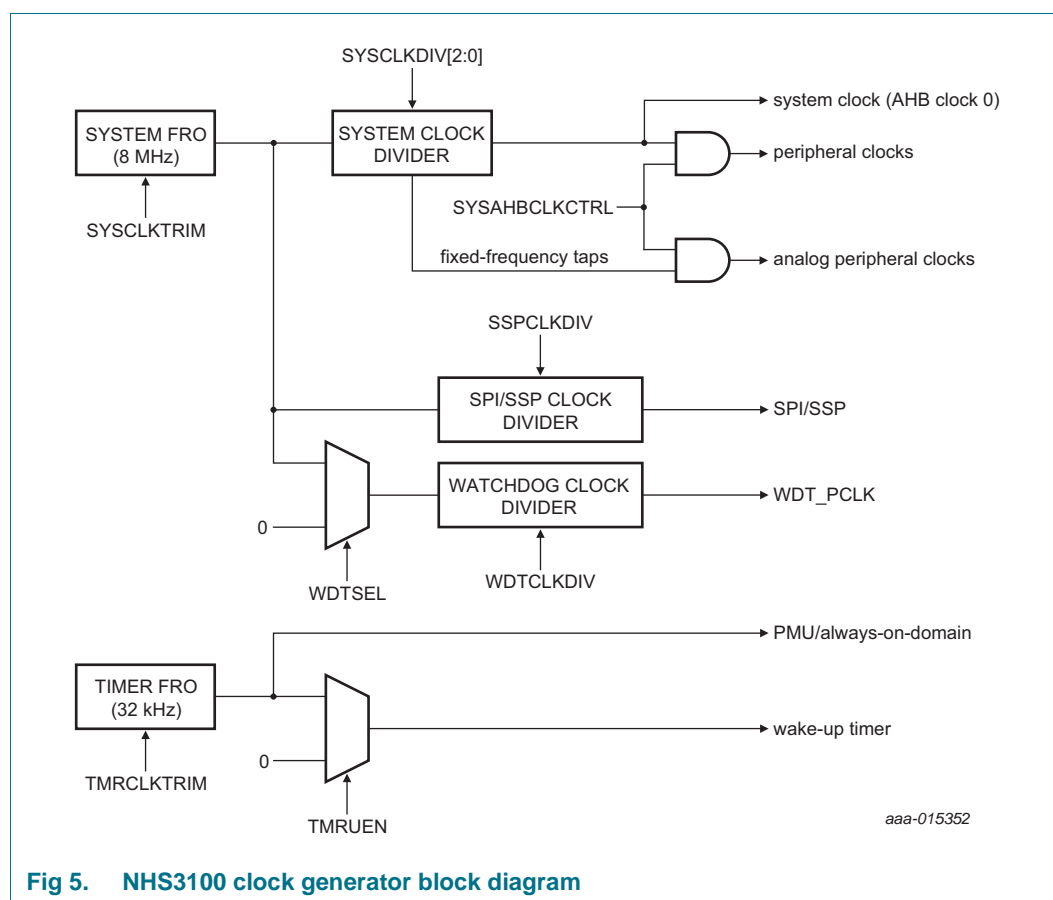 SYSCLKDIV[2:0]
SYSTEM FRO
(8 MHz)
SYSTEM CLOCK
DIVIDER
system clock (AHB clock 0)
peripheral clocks
SYSCLKTRIM
SYSAHBCLKCTRL
fixed-frequency taps
analog peripheral clocks
SSPCLKDIV
SPI/SSP CLOCK
DIVIDER
SPI/SSP
WATCHDOG CLOCK
DIVIDER
WDT_PCLK
0
WDTSEL
WDTCLKDIV
PMU/always-on-domain
TIMER FRO
(32 kHz)
wake-up timer
0
TMRCLKTRIM
TMRUEN
aaa-015352
Fig 5. NHS3100 clock generator block diagram